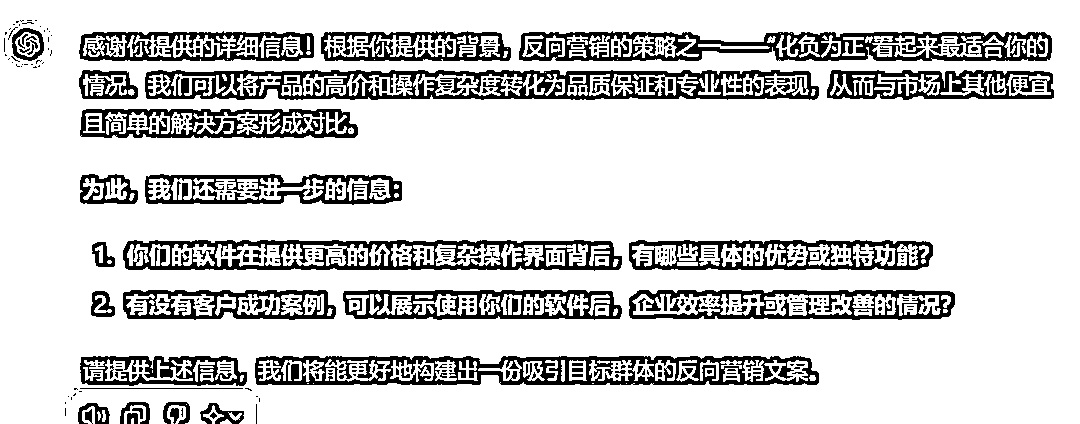 感谢你提供的详细信息！根据你提供的背景，反向营销的策略之一——“化负为正”看起来最适合你的
情况。我们可以将产品的高价和操作复杂度转化为品质保证和专业性的表现，从而与市场上其他便宜
且简单的解决方案形成对比。
为此，我们还需要进一步的信息：
1. 你们的软件在提供更高的价格和复杂操作界面背后，有哪些具体的优势或独特功能？
2. 有没有客户成功案例，可以展示使用你们的软件后，企业效率提升或管理改善的情况？
请提供上述信息，我们将能更好地构建出一份吸引目标群体的反向营销文案。